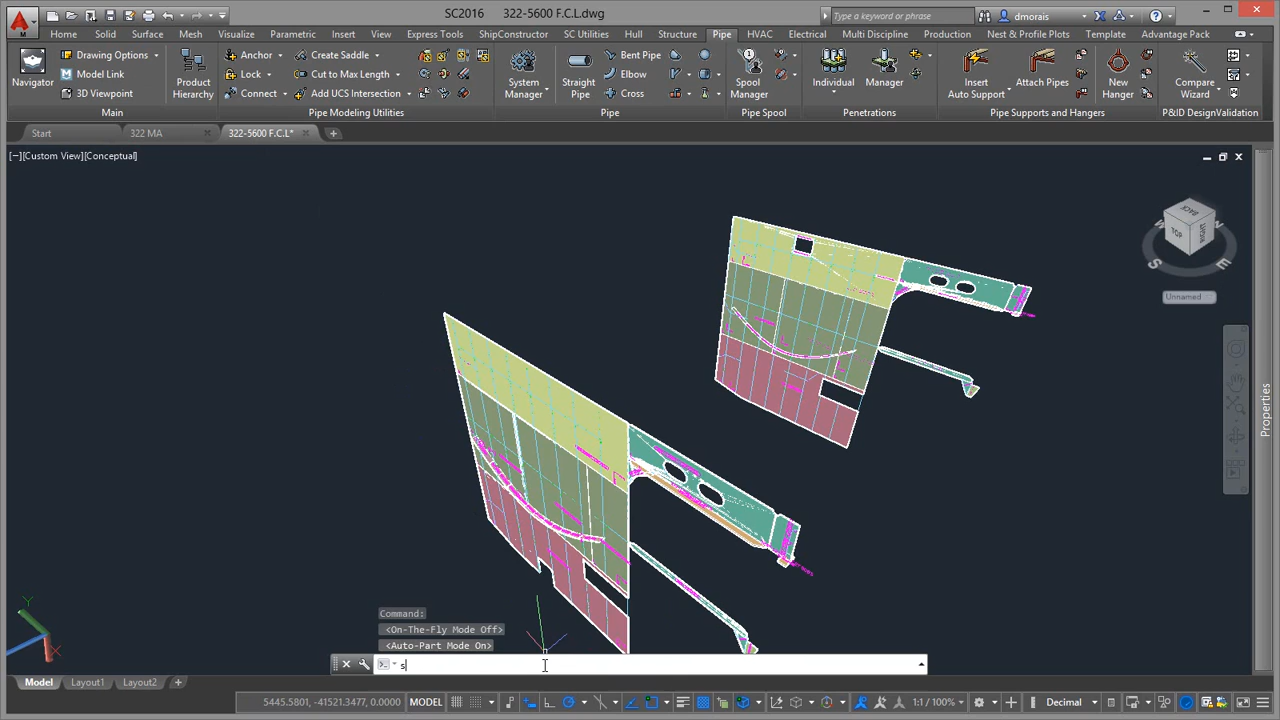 SC2016 322-5600 F.C.L.dwg
Type a keyword or phrase
dmorais
Home Solid Surface Mesh Visualize Parametric Insert View Express Tools ShipConstructor SC Utilities Hull Structure Pipe HVAC Electrical Multi Discipline Production Nest & Profile Plots Template Advantage Pack
Navigator
Drawing Options
Model Link
3D Viewpoint
Main
Product Hierarchy
Anchor
Lock
Connect
Create Saddle
Cut to Max Length
Add UCS Intersection
Pipe Modeling Utilities
System Manager
Straight Pipe
Bent Pipe
Elbow
Cross
Pipe
Spool Manager
Pipe Spool
Individual
Manager
Penetrations
Insert Auto Support
Attach Pipes
New Hanger
Pipe Supports and Hangers
Compare Wizard
P&ID DesignValidation
Start 322 MA 322-5600 F.C.L*
[−][Custom View][Conceptual]
BACK
TOP
W
S
E
Unnamed
Properties
Y
X
Command:
<On-The-Fly Mode Off>
<Auto-Part Mode On>
s
Model Layout1 Layout2
5445.5801, -41521.3477, 0.0000 MODEL 1:1 / 100% Decimal